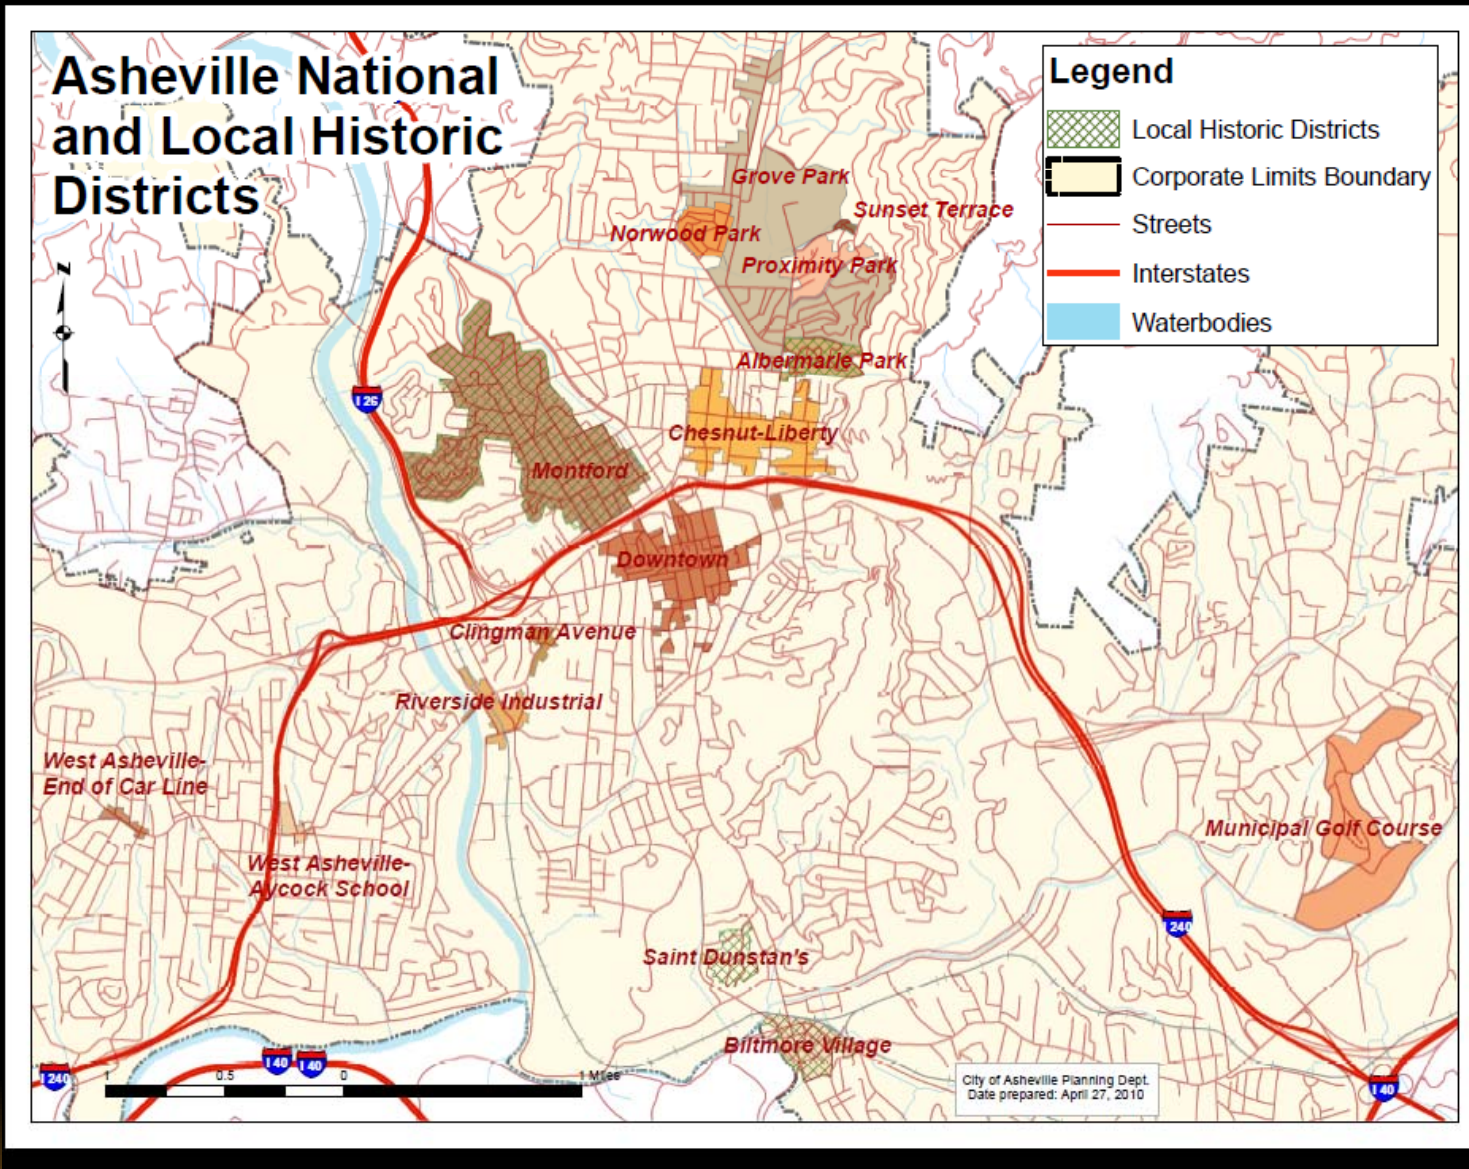 Asheville National
and Local Historic
Districts
Legend
Local Historic Districts
Corporate Limits Boundary
Streets
Interstates
Waterbodies
Grove Park
Sunset Terrace
Norwood Park
Proximity Park
Albermarle Park
Chesnut-Liberty
Montford
Downtown
Clingman Avenue
Riverside Industrial
West Asheville-
End of Car Line
West Asheville-
Aycock School
Municipal Golf Course
Saint Dunstan's
Biltmore Village
Z
I 26
I 240
I 240
I 40
I 40
I 40
1 0.5 0 1 Miles
City of Asheville Planning Dept.
Date prepared: April 27, 2010